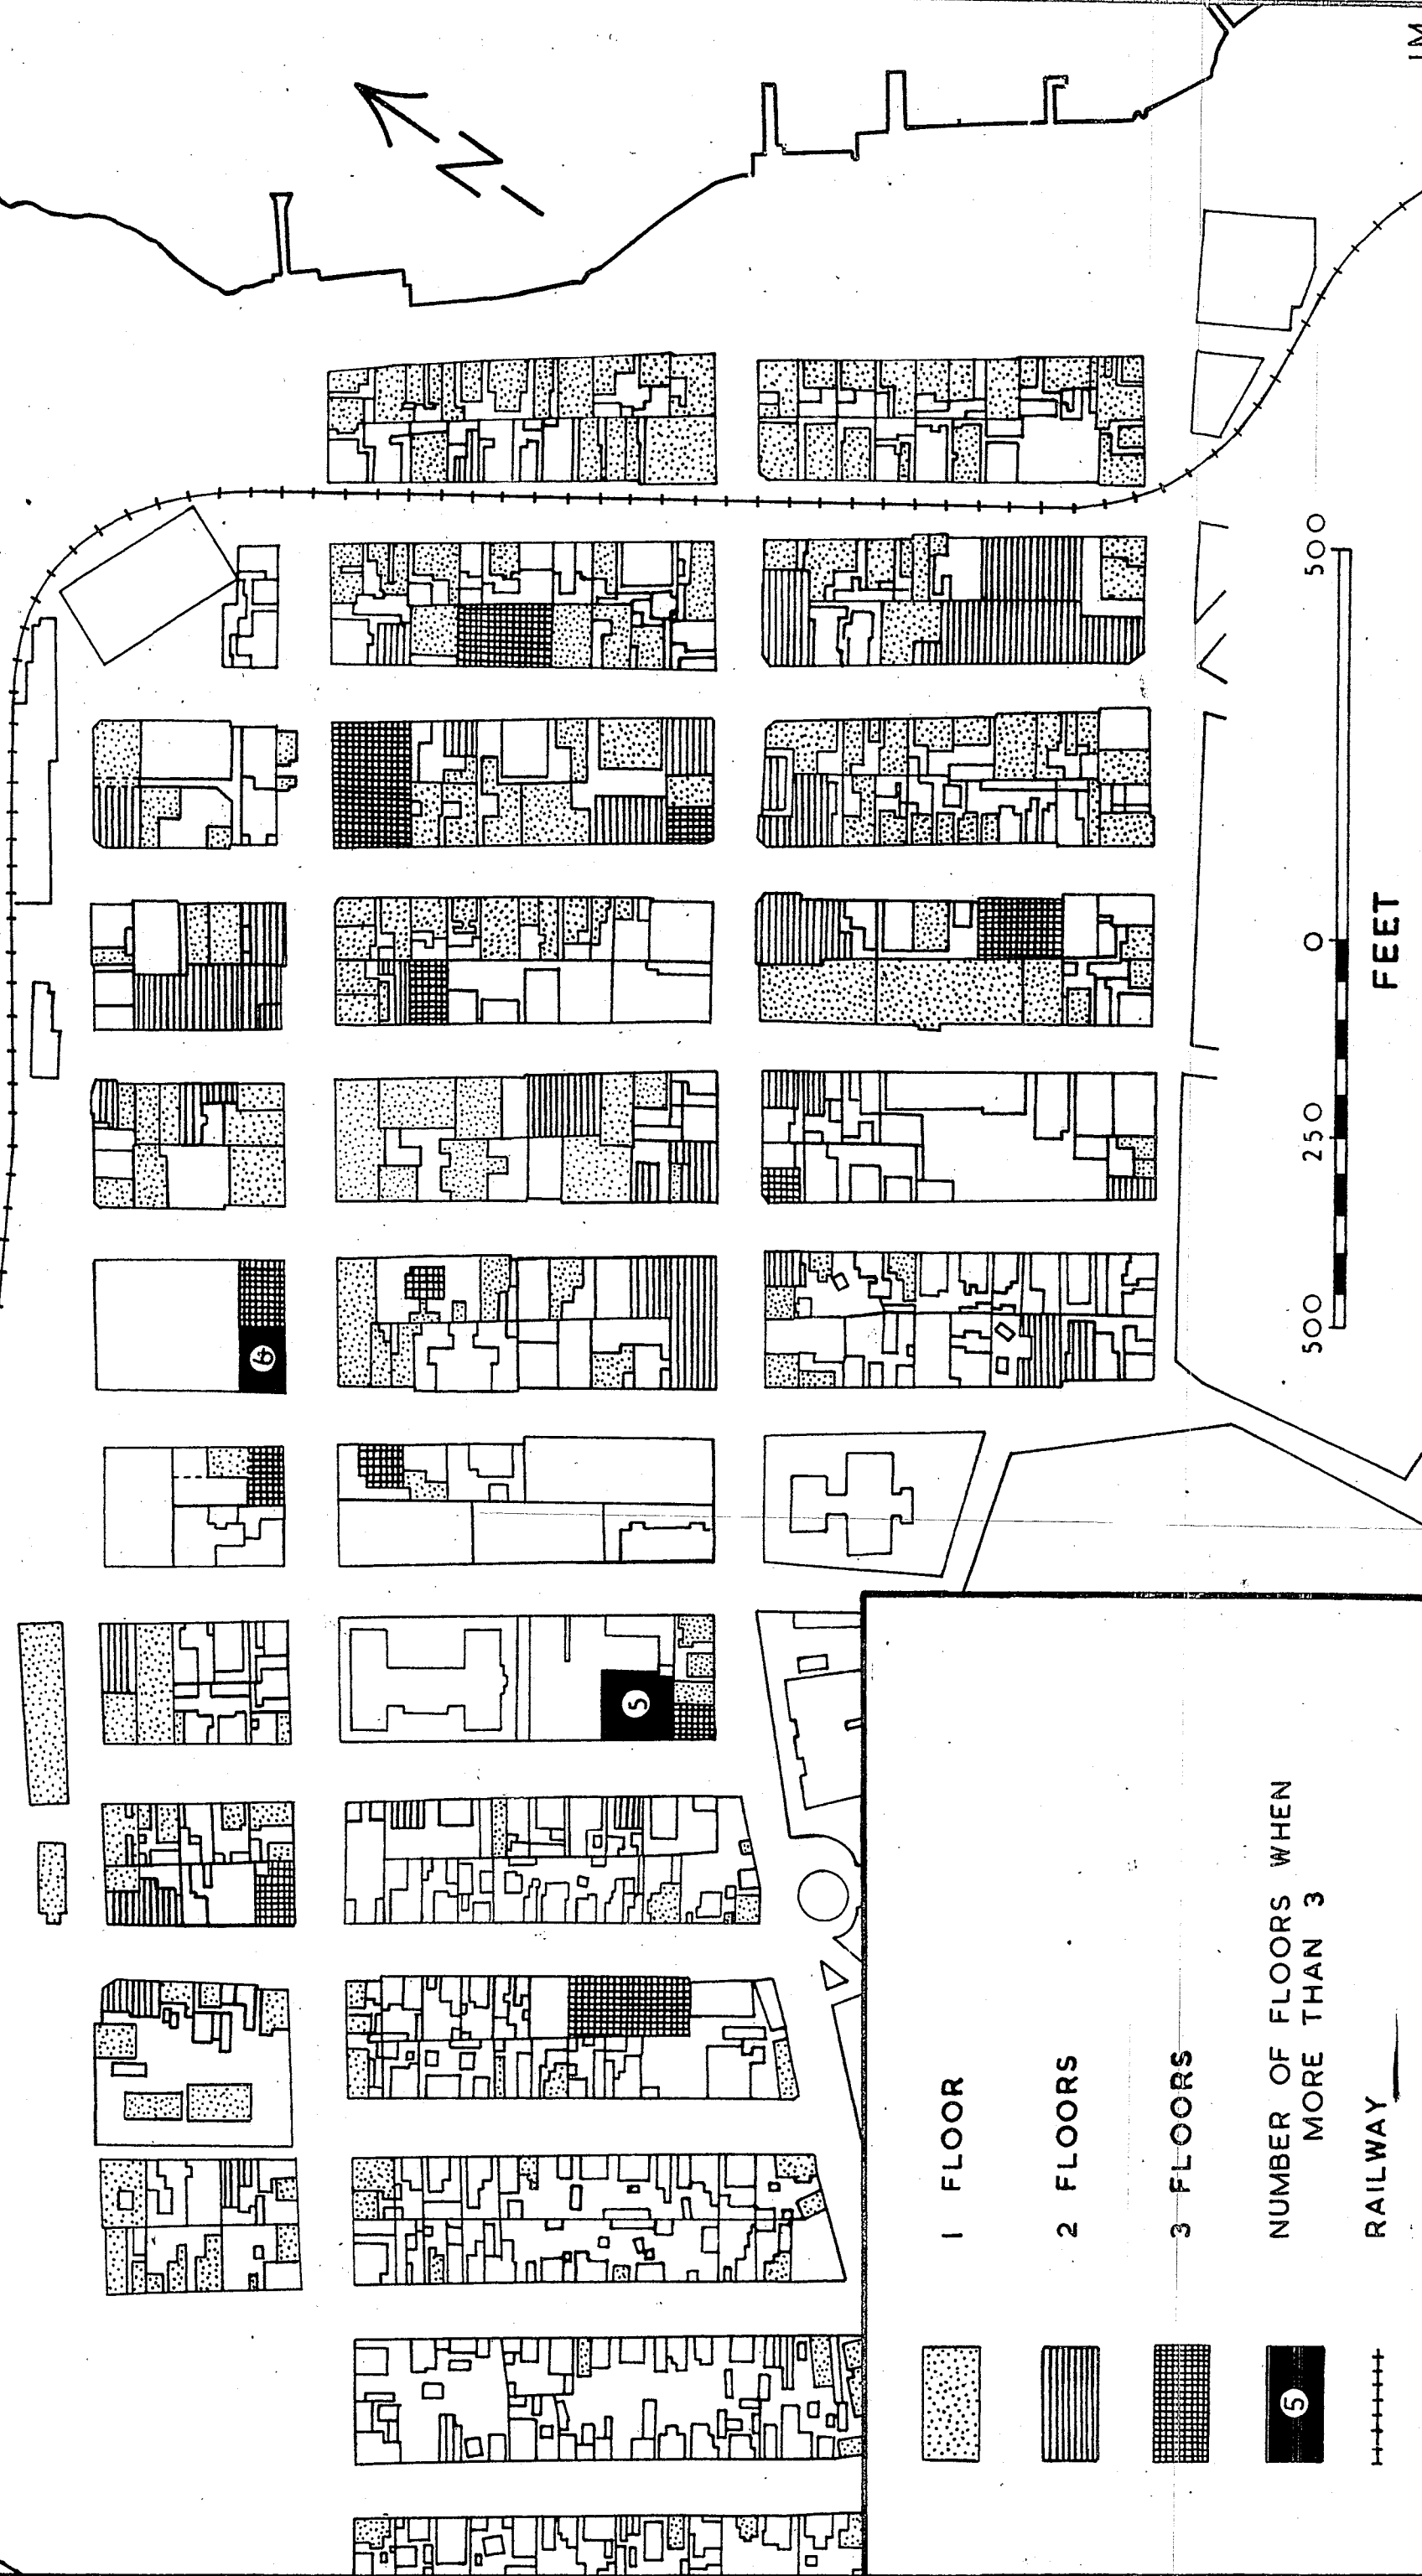 6
5
500
0
250
500
FEET
1 FLOOR
2 FLOORS
3 FLOORS
5
NUMBER OF FLOORS WHEN
MORE THAN 3
RAILWAY